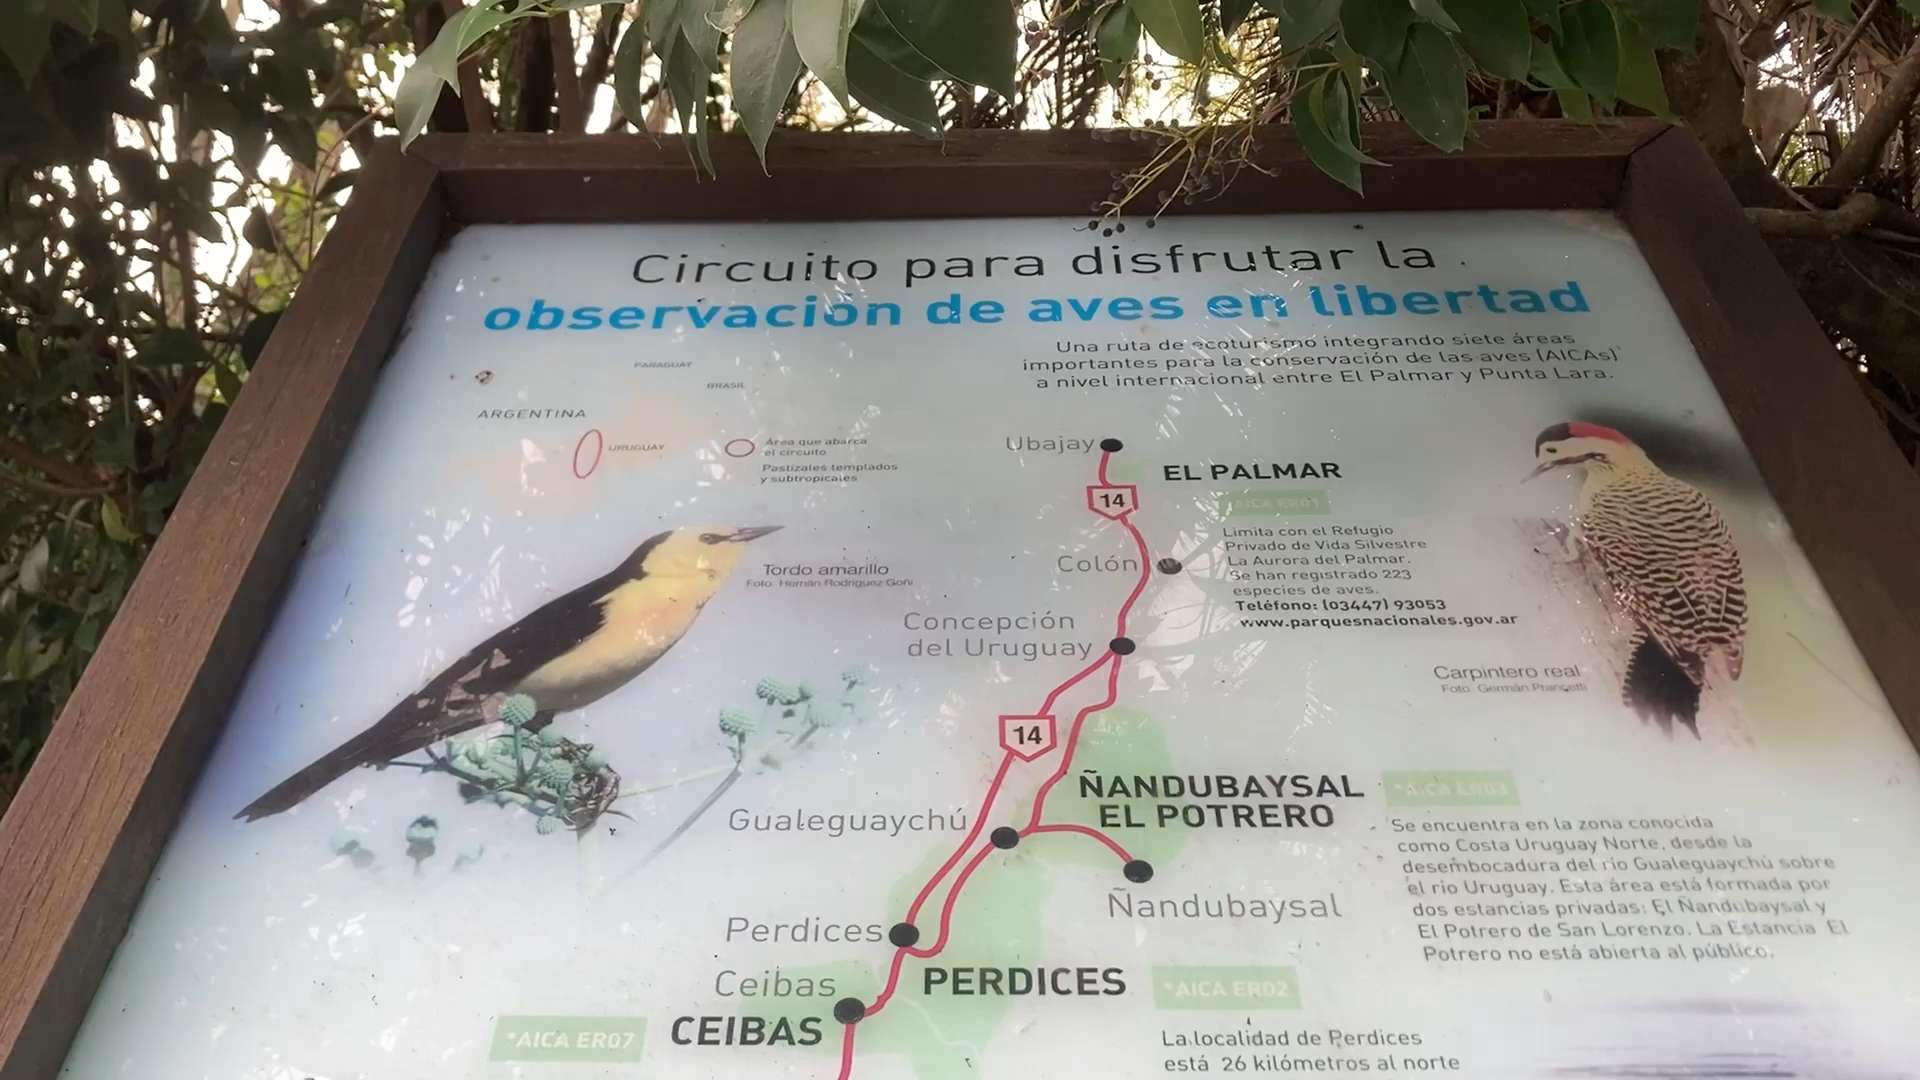 Circuito para disfrutar la
observación de aves en libertad
Una ruta de ecoturismo integrando siete áreas
importantes para la conservación de las aves (AICAs)
a nivel internacional entre El Palmar y Punta Lara.
PARAGUAY
BRASIL
ARGENTINA
URUGUAY
Área que abarca
el circuito
Pastizales templados
y subtropicales
Ubajay
14
EL PALMAR
*AICA ER01
Limita con el Refugio
Privado de Vida Silvestre
La Aurora del Palmar.
Se han registrado 223
especies de aves.
Teléfono: (03447) 93053
www.parquesnacionales.gov.ar
Colón
Tordo amarillo
Foto: Hernán Rodríguez Goñi
Concepción
del Uruguay
Carpintero real
Foto: Germán
14
ÑANDUBAYSAL
EL POTRERO
*AICA ER03
Se encuentra en la zona conocida
como Costa Uruguay Norte, desde la
desembocadura del río Gualeguaychú sobre
el río Uruguay. Esta área está formada por
dos estancias privadas: El Ñandubaysal y
El Potrero de San Lorenzo. La Estancia El
Potrero no está abierta al público.
Gualeguaychú
Ñandubaysal
Perdices
PERDICES
*AICA ER02
La localidad de Perdices
está 26 kilómetros al norte
Ceibas
CEIBAS
*AICA ER07